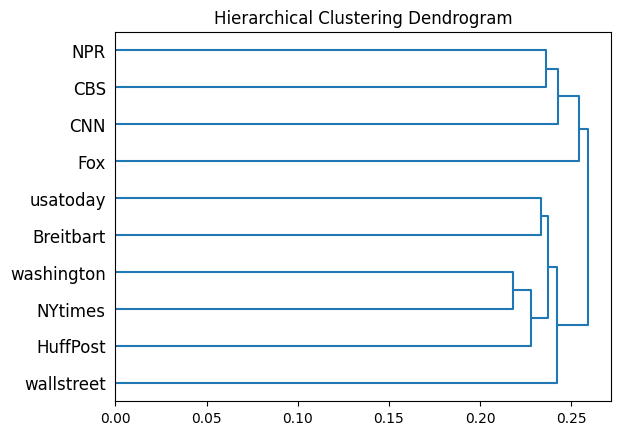 Hierarchical Clustering Dendrogram
NPR
CBS
CNN
Fox
usatoday
Breitbart
washington
NYtimes
HuffPost
wallstreet
0.00 0.05 0.10 0.15 0.20 0.25